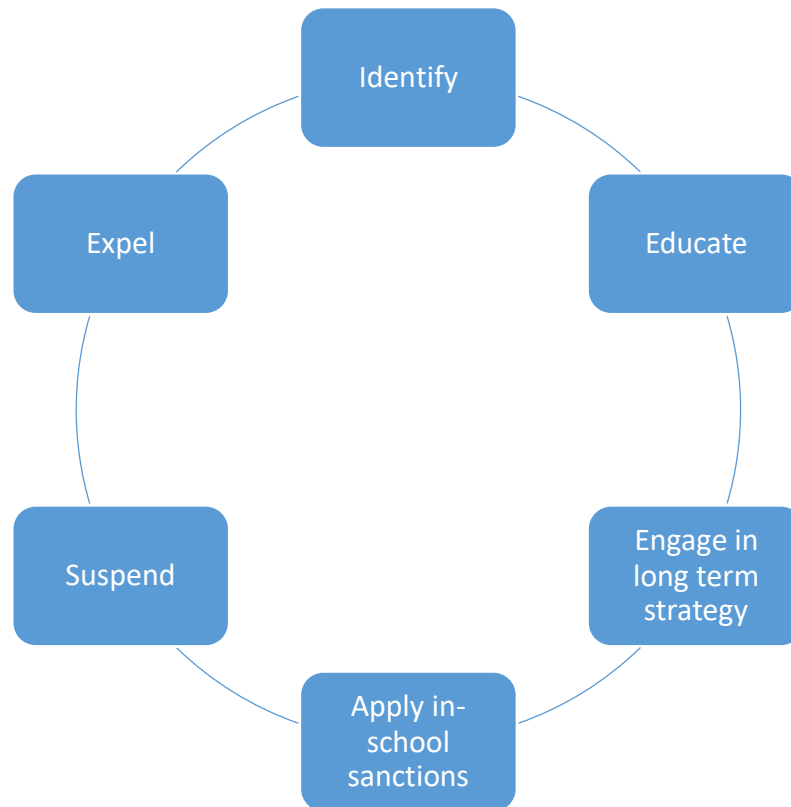 Identify
Educate
Engage in
long term
strategy
Apply in-
school
sanctions
Suspend
Expel